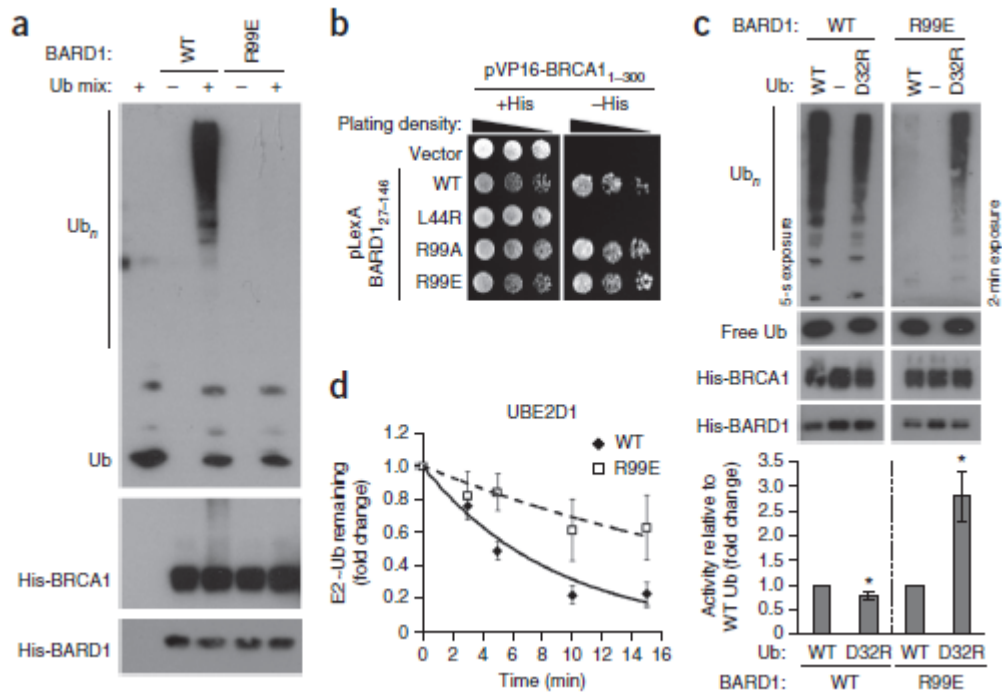 a
BARD1: WT R99E
Ub mix: + – + – +
Ubn
Ub
His-BRCA1
His-BARD1
b
pVP16-BRCA11–300
+His –His
Plating density:
Vector
WT
L44R
R99A
R99E
pLexA
BARD127–146
c
BARD1: WT R99E
Ub: WT – D32R WT – D32R
Ubn
5-s exposure
2-min exposure
Free Ub
His-BRCA1
His-BARD1
3.5
3.0
2.5
2.0
1.5
1.0
0.5
0
Activity relative to
WT Ub (fold change)
* *
Ub: WT D32R WT D32R
BARD1: WT R99E
d
UBE2D1
WT
R99E
1.2
1.0
0.8
0.6
0.4
0.2
0
E2~Ub remaining
(fold change)
0 2 4 6 8 10 12 14 16
Time (min)